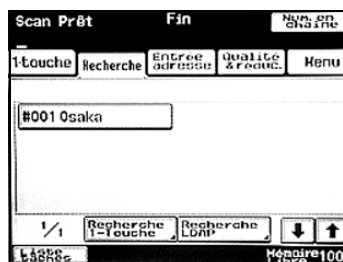 Scan Prêt Fin Num.en chaîne
1-touche Recherche Entrée adresse Qualité & réduc. Menu
#001 Osaka
1/1 Recherche 1-Touche Recherche LDAP
Liste tâches Mémoire Libre 100